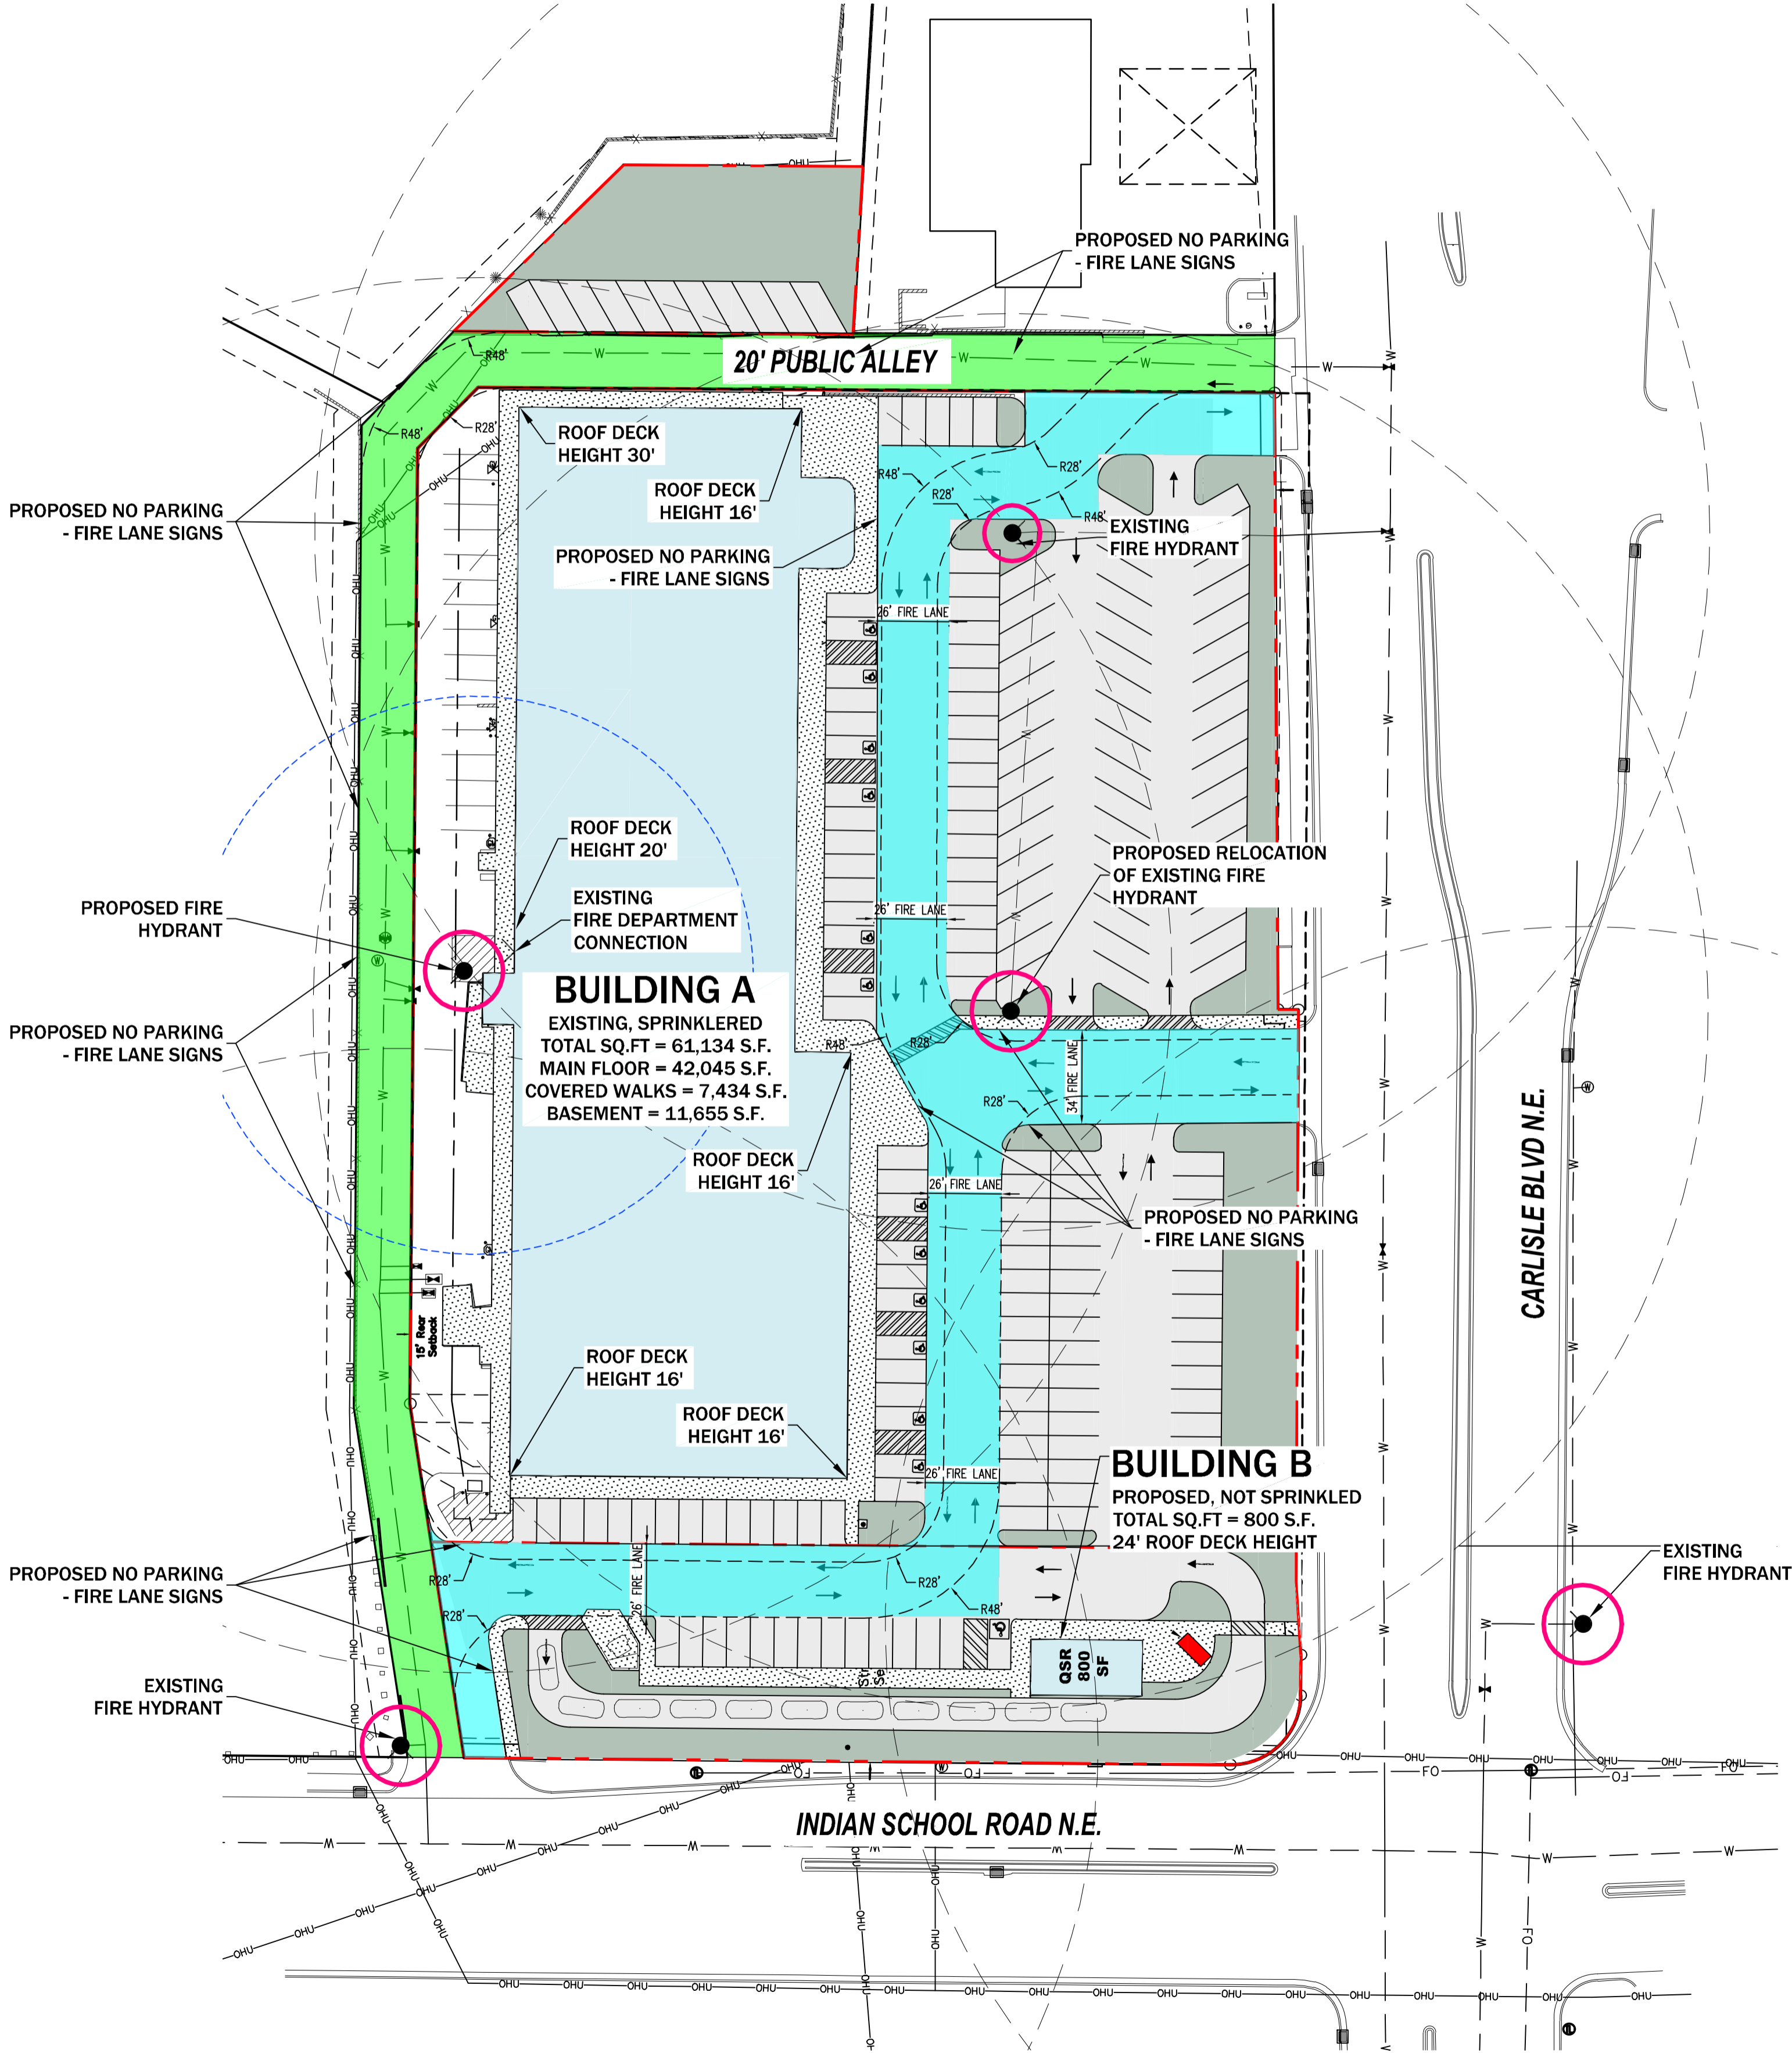 PROPOSED NO PARKING
- FIRE LANE SIGNS
20' PUBLIC ALLEY
R48'
R48'
R28'
ROOF DECK
HEIGHT 30'
ROOF DECK
HEIGHT 16'
R48'
R28'
R28'
R48'
EXISTING
FIRE HYDRANT
PROPOSED NO PARKING
- FIRE LANE SIGNS
PROPOSED NO PARKING
- FIRE LANE SIGNS
26' FIRE LANE
ROOF DECK
HEIGHT 20'
PROPOSED RELOCATION
OF EXISTING FIRE
HYDRANT
EXISTING
FIRE DEPARTMENT
CONNECTION
26' FIRE LANE
PROPOSED FIRE
HYDRANT
BUILDING A
EXISTING, SPRINKLERED
TOTAL SQ.FT = 61,134 S.F.
MAIN FLOOR = 42,045 S.F.
COVERED WALKS = 7,434 S.F.
BASEMENT = 11,655 S.F.
PROPOSED NO PARKING
- FIRE LANE SIGNS
R48'
R28'
34' FIRE LANE
R28'
ROOF DECK
HEIGHT 16'
26' FIRE LANE
PROPOSED NO PARKING
- FIRE LANE SIGNS
CARLISLE BLVD N.E.
15' Rear
Setback
ROOF DECK
HEIGHT 16'
ROOF DECK
HEIGHT 16'
26' FIRE LANE
BUILDING B
PROPOSED, NOT SPRINKLED
TOTAL SQ.FT = 800 S.F.
24' ROOF DECK HEIGHT
EXISTING
FIRE HYDRANT
PROPOSED NO PARKING
- FIRE LANE SIGNS
R28'
26' FIRE LANE
R28'
R48'
R28'
QSR
800
SF
EXISTING
FIRE HYDRANT
OHU
W
FO
INDIAN SCHOOL ROAD N.E.